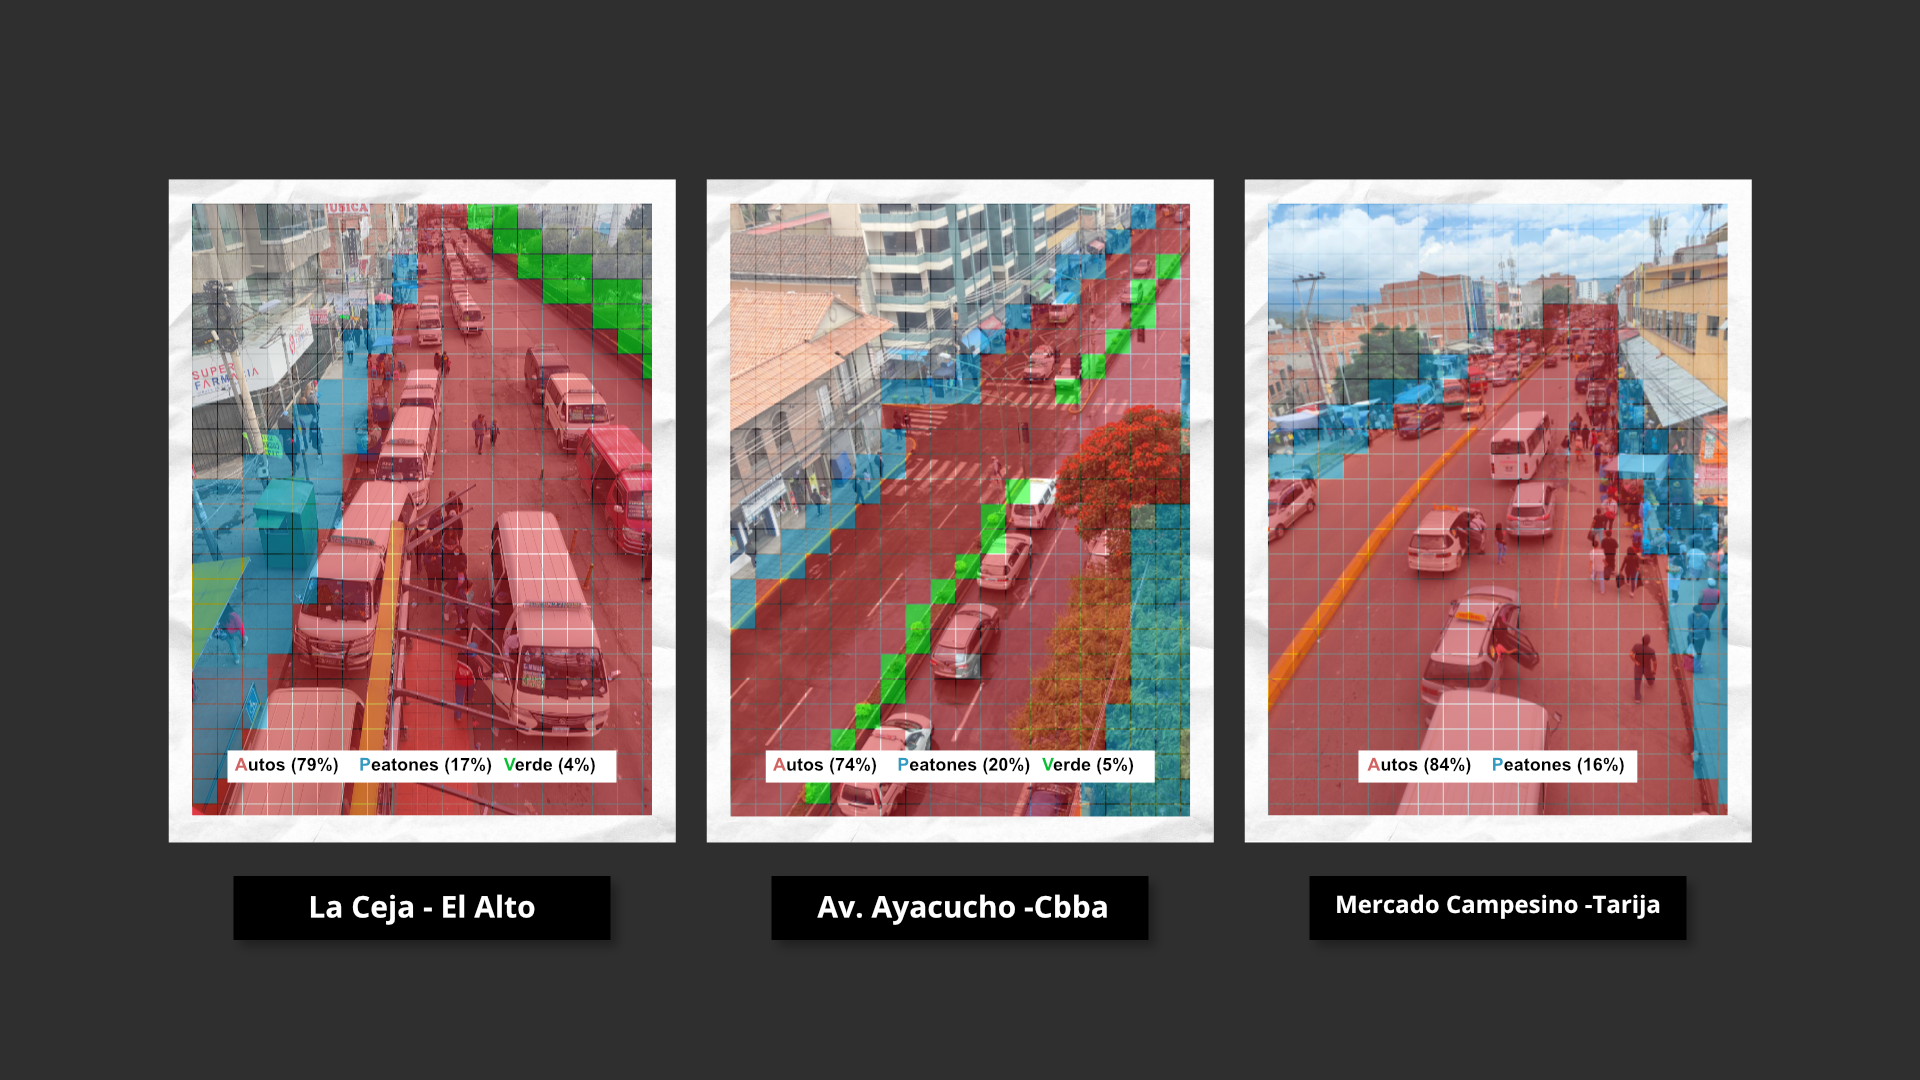 USICA
SUPER
FARMACIA
Autos (79%) Peatones (17%) Verde (4%)
Autos (74%) Peatones (20%) Verde (5%)
Autos (84%) Peatones (16%)
La Ceja - El Alto
Av. Ayacucho -Cbba
Mercado Campesino -Tarija